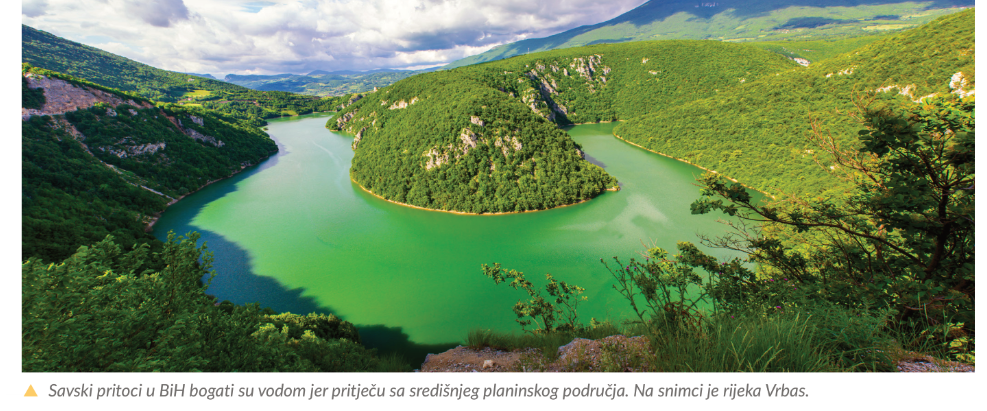 Savski pritoci u BiH bogati su vodom jer pritječu sa središnjeg planinskog područja. Na snimci je rijeka Vrbas.